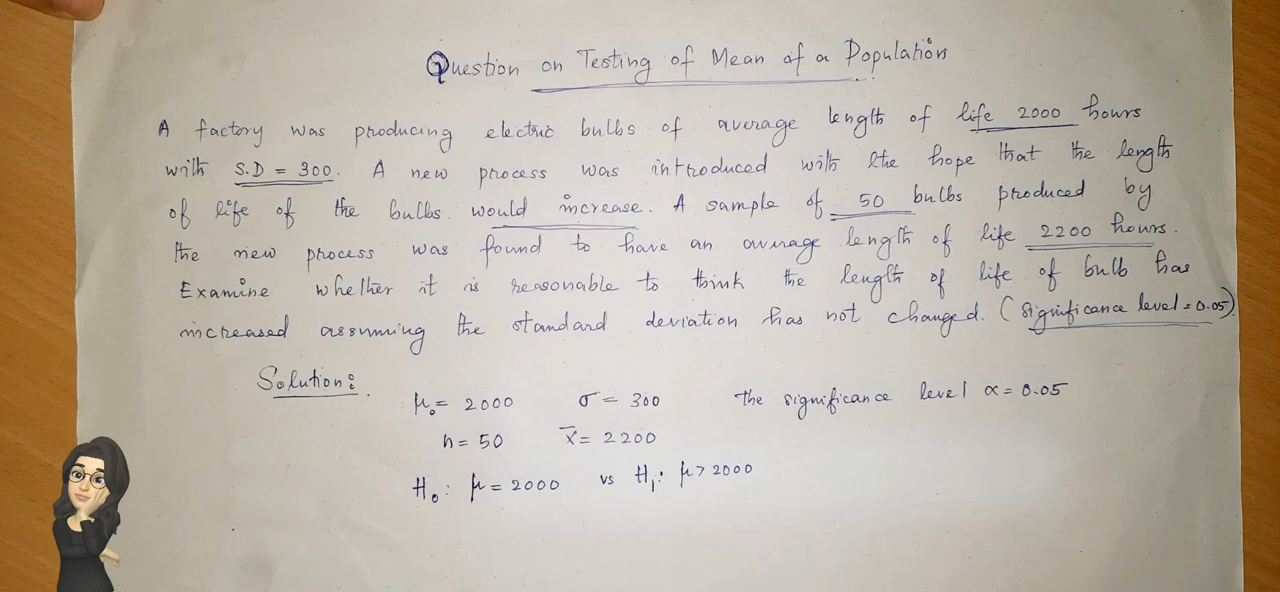 Question on Testing of Mean of a Population
A factory was producing electric bulbs of average length of life 2000 hours
with S.D = 300. A new process was introduced with the hope that the length
of life of the bulbs would increase. A sample of 50 bulbs produced by
the new process was found to have an average length of life 2200 hours.
Examine whether it is reasonable to think the length of life of bulb has
increased assuming the standard deviation has not changed. (significance level = 0.05)
Solution:
μ₀ = 2000 σ = 300 the significance level α = 0.05
n = 50 x̄ = 2200
H₀: μ = 2000 vs H₁: μ > 2000